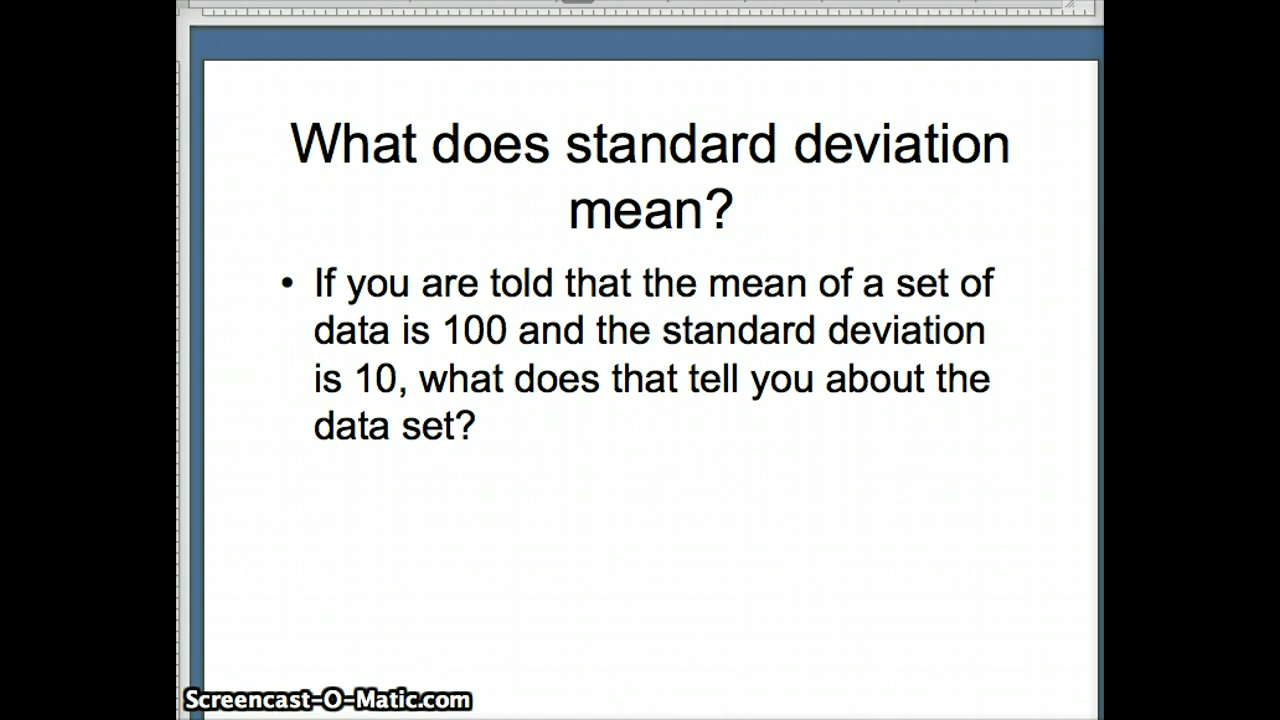 What does standard deviation
mean?
• If you are told that the mean of a set of
data is 100 and the standard deviation
is 10, what does that tell you about the
data set?
Screencast-O-Matic.com